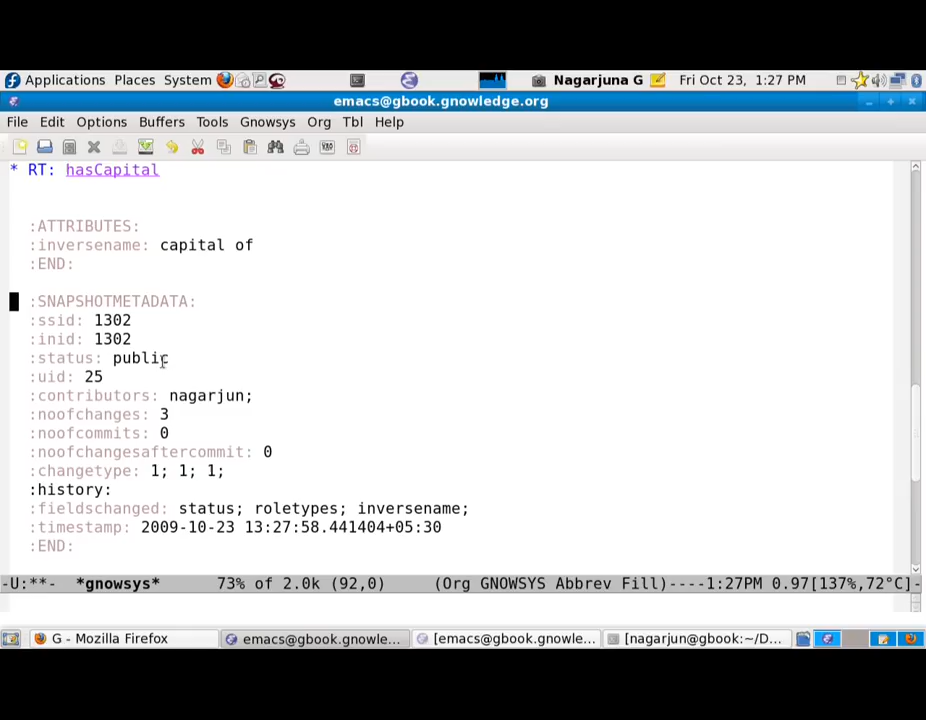 Applications Places System Nagarjuna G Fri Oct 23, 1:27 PM
emacs@gbook.gnowledge.org
File Edit Options Buffers Tools Gnowsys Org Tbl Help
* RT: hasCapital
:ATTRIBUTES:
:inversename: capital of
:END:
:SNAPSHOTMETADATA:
:ssid: 1302
:inid: 1302
:status: public
:uid: 25
:contributors: nagarjun;
:noofchanges: 3
:noofcommits: 0
:noofchangesaftercommit: 0
:changetype: 1; 1; 1;
:history:
:fieldschanged: status; roletypes; inversename;
:timestamp: 2009-10-23 13:27:58.441404+05:30
:END:
-U:**- *gnowsys* 73% of 2.0k (92,0) (Org GNOWSYS Abbrev Fill)----1:27PM 0.97[137%,72°C]-
G - Mozilla Firefox emacs@gbook.gnowle... [emacs@gbook.gnowle... [nagarjun@gbook:~/D...